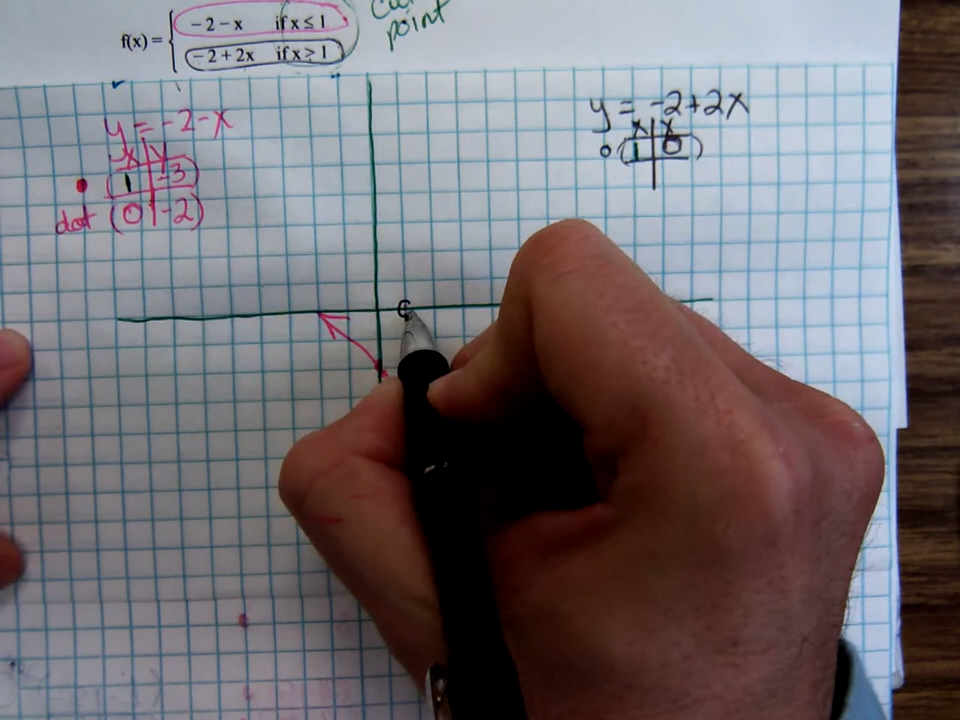 f(x) = { -2 - x if x ≤ 1
-2 + 2x if x > 1
point
y = -2 - x
x y
1 -3
dot (0 -2)
y = -2+2x
x y
(1 0)